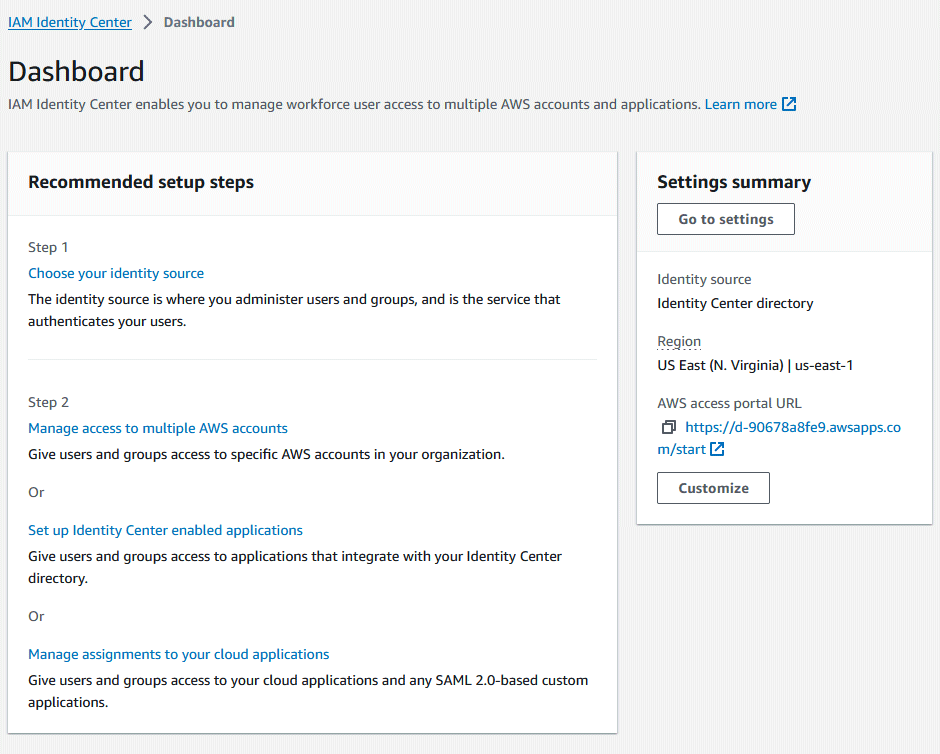 IAM Identity Center > Dashboard
Dashboard
IAM Identity Center enables you to manage workforce user access to multiple AWS accounts and applications. Learn more
Recommended setup steps
Step 1
Choose your identity source
The identity source is where you administer users and groups, and is the service that
authenticates your users.
Step 2
Manage access to multiple AWS accounts
Give users and groups access to specific AWS accounts in your organization.
Or
Set up Identity Center enabled applications
Give users and groups access to applications that integrate with your Identity Center
directory.
Or
Manage assignments to your cloud applications
Give users and groups access to your cloud applications and any SAML 2.0-based custom
applications.
Settings summary
Go to settings
Identity source
Identity Center directory
Region
US East (N. Virginia) | us-east-1
AWS access portal URL
https://d-90678a8fe9.awsapps.co
m/start
Customize